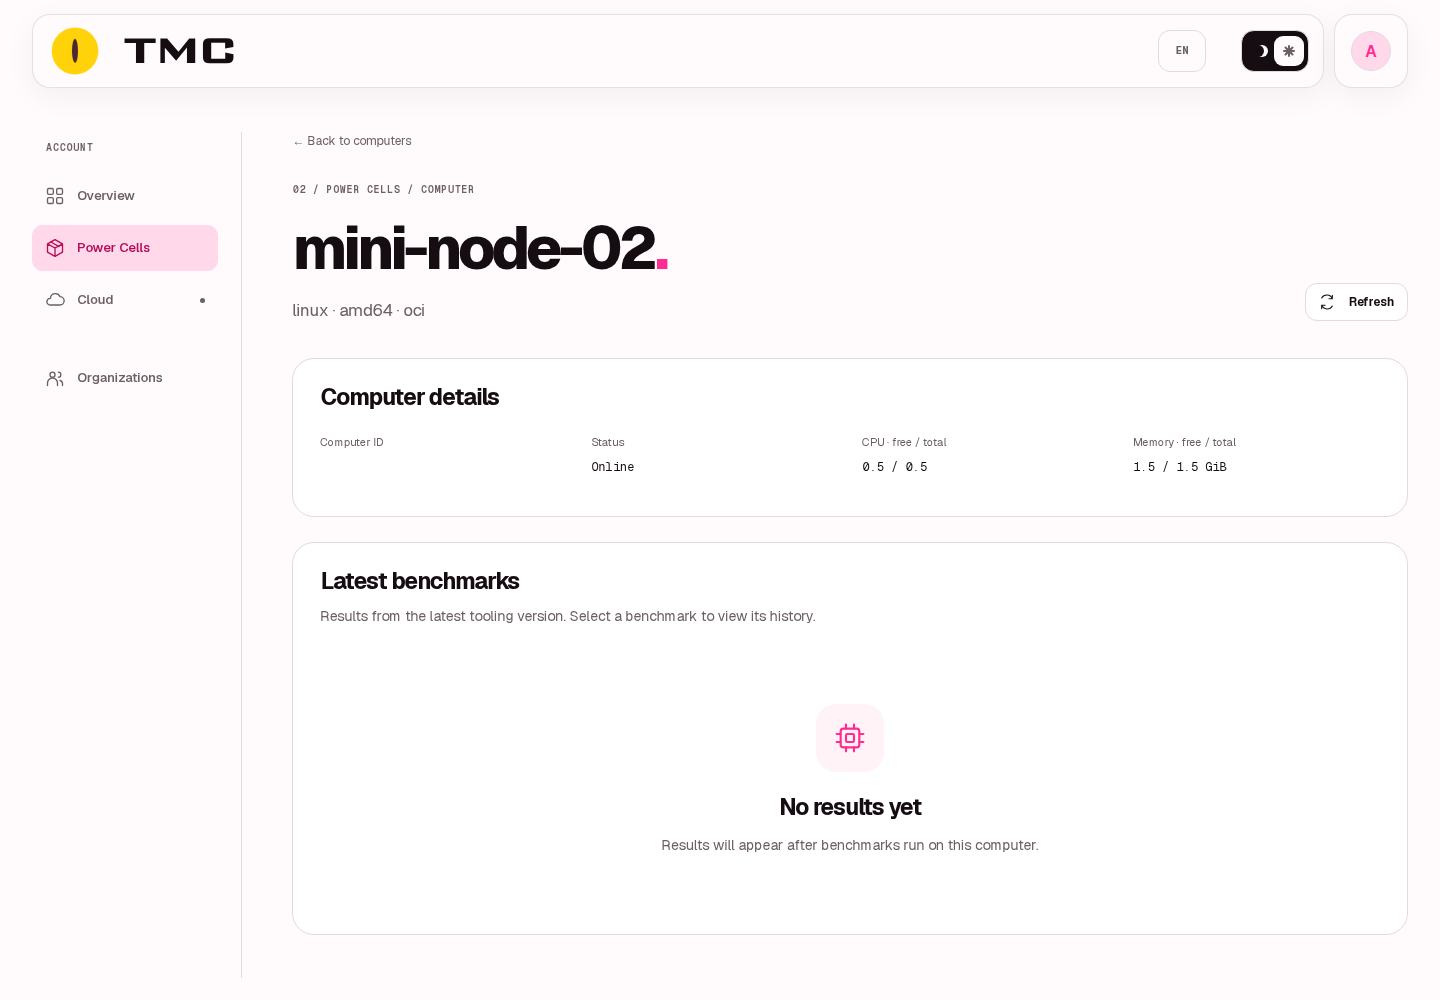 TMC
EN
A
ACCOUNT
Overview
Power Cells
Cloud
Organizations
← Back to computers
02 / POWER CELLS / COMPUTER
mini-node-02.
linux · amd64 · oci
Refresh
Computer details
Computer ID
Status
Online
CPU · free / total
0.5 / 0.5
Memory · free / total
1.5 / 1.5 GiB
Latest benchmarks
Results from the latest tooling version. Select a benchmark to view its history.
No results yet
Results will appear after benchmarks run on this computer.